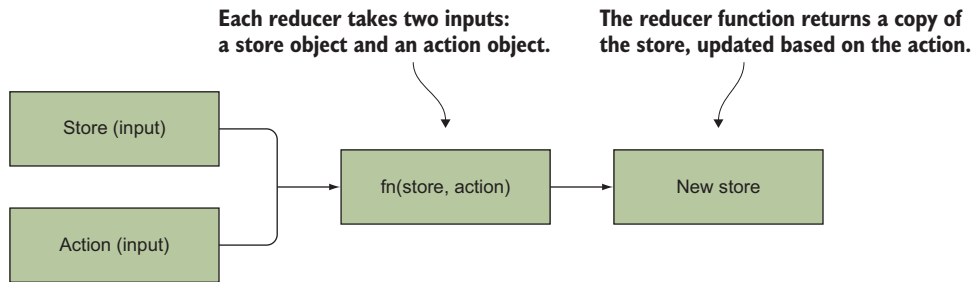 Each reducer takes two inputs:
a store object and an action object.
The reducer function returns a copy of
the store, updated based on the action.
Store (input)
fn(store, action)
New store
Action (input)